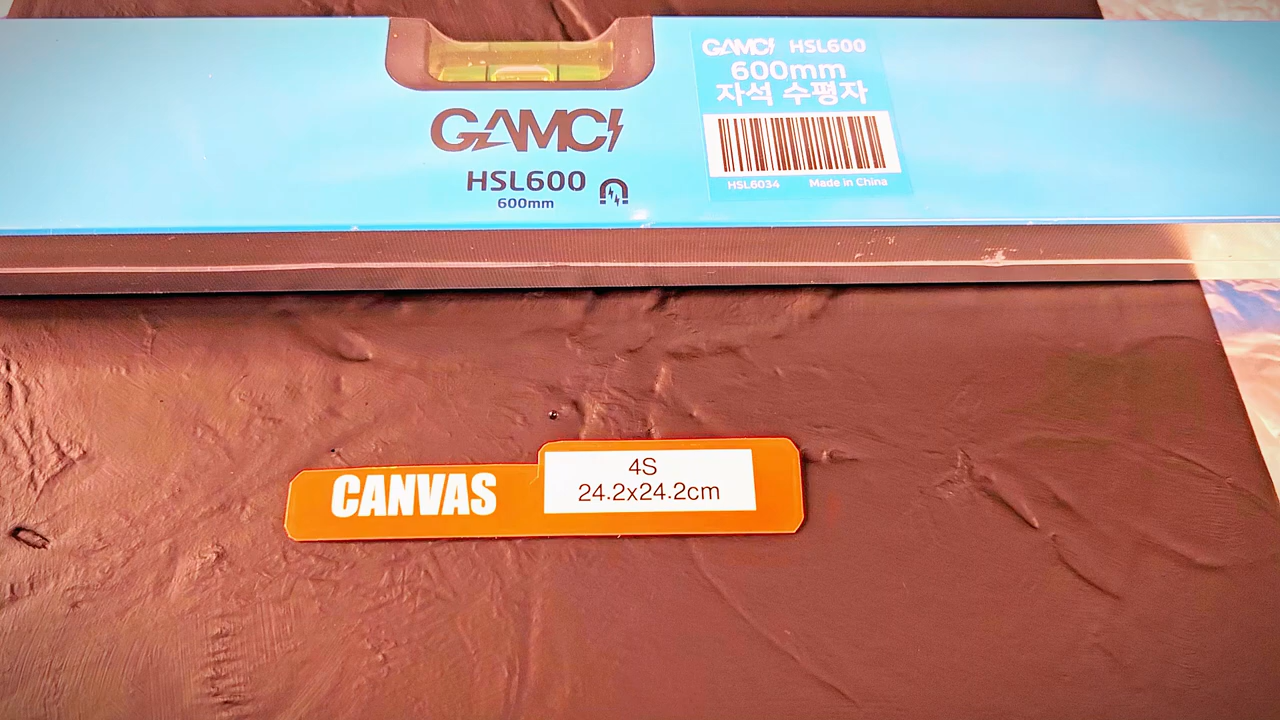 GAMCI
HSL600
600mm
GAMCI HSL600
600mm
자석 수평자
HSL6034 Made in China
CANVAS
4S
24.2x24.2cm